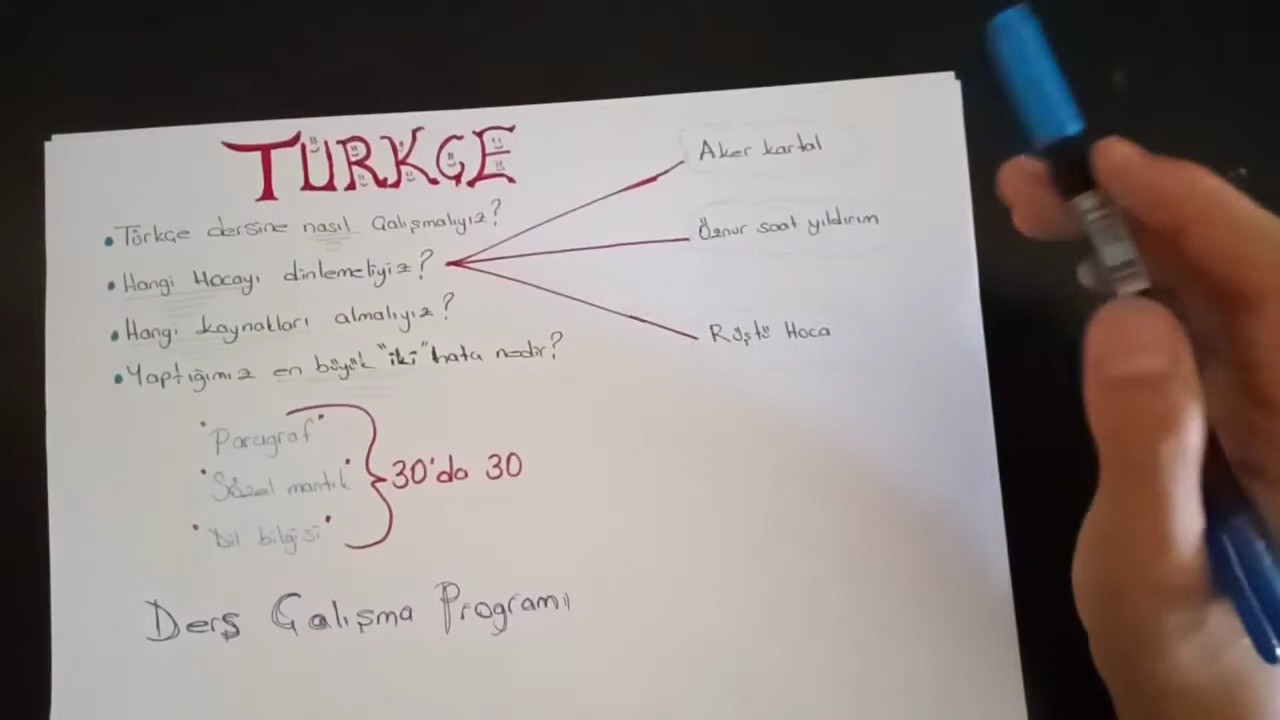 TÜRKÇE
• Türkçe dersine nasıl Çalışmalıyız?
• Hangi Hocayı dinlemeliyiz?
• Hangi kaynakları almalıyız?
• Yaptığımız en büyük "iki" hata nedir?
Aker kartal
Öznur saat yıldırım
Rüştü Hoca
"Paragraf"
"Sözel mantık"
"Dil bilgisi"
30'da 30
Ders Çalışma Programı